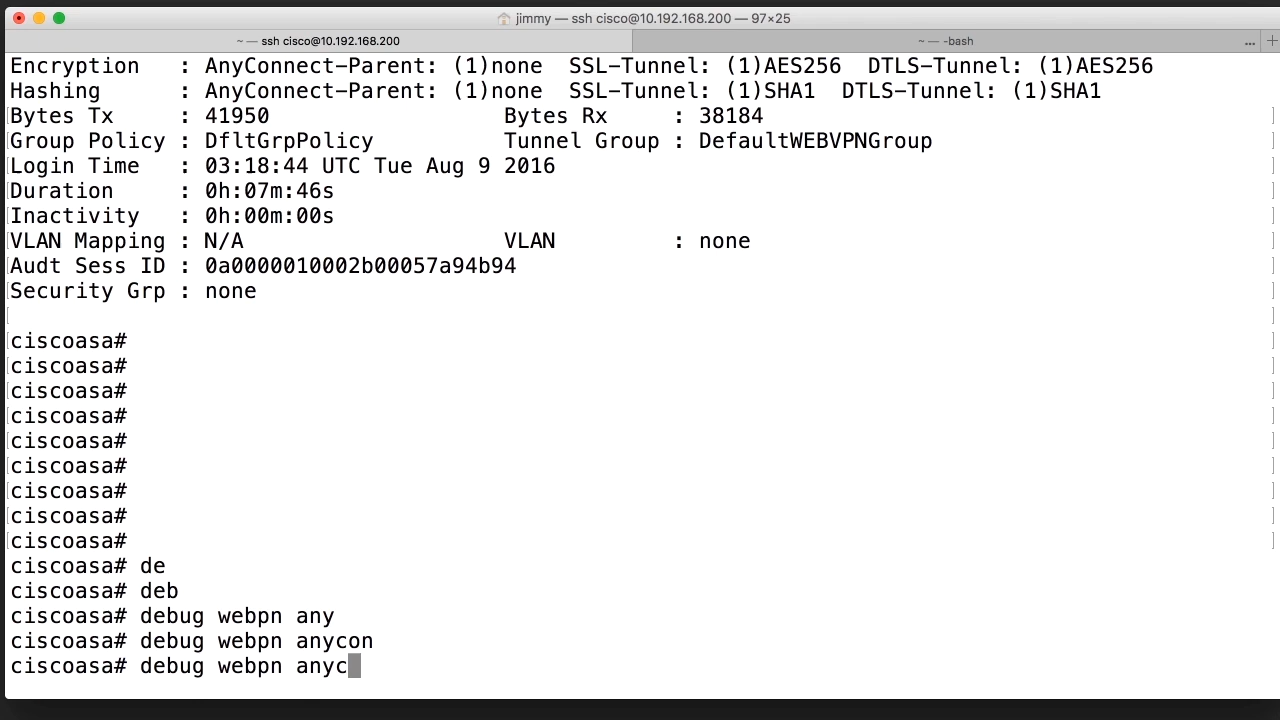 jimmy — ssh cisco@10.192.168.200 — 97×25
~ — ssh cisco@10.192.168.200
~ — -bash
... +
Encryption   : AnyConnect-Parent: (1)none  SSL-Tunnel: (1)AES256  DTLS-Tunnel: (1)AES256
Hashing      : AnyConnect-Parent: (1)none  SSL-Tunnel: (1)SHA1  DTLS-Tunnel: (1)SHA1
Bytes Tx     : 41950                  Bytes Rx     : 38184
Group Policy : DfltGrpPolicy          Tunnel Group : DefaultWEBVPNGroup
Login Time   : 03:18:44 UTC Tue Aug 9 2016
Duration     : 0h:07m:46s
Inactivity   : 0h:00m:00s
VLAN Mapping : N/A                    VLAN         : none
Audt Sess ID : 0a0000010002b00057a94b94
Security Grp : none
ciscoasa#
ciscoasa#
ciscoasa#
ciscoasa#
ciscoasa#
ciscoasa#
ciscoasa#
ciscoasa#
ciscoasa#
ciscoasa# de
ciscoasa# deb
ciscoasa# debug webpn any
ciscoasa# debug webpn anycon
ciscoasa# debug webpn anyc